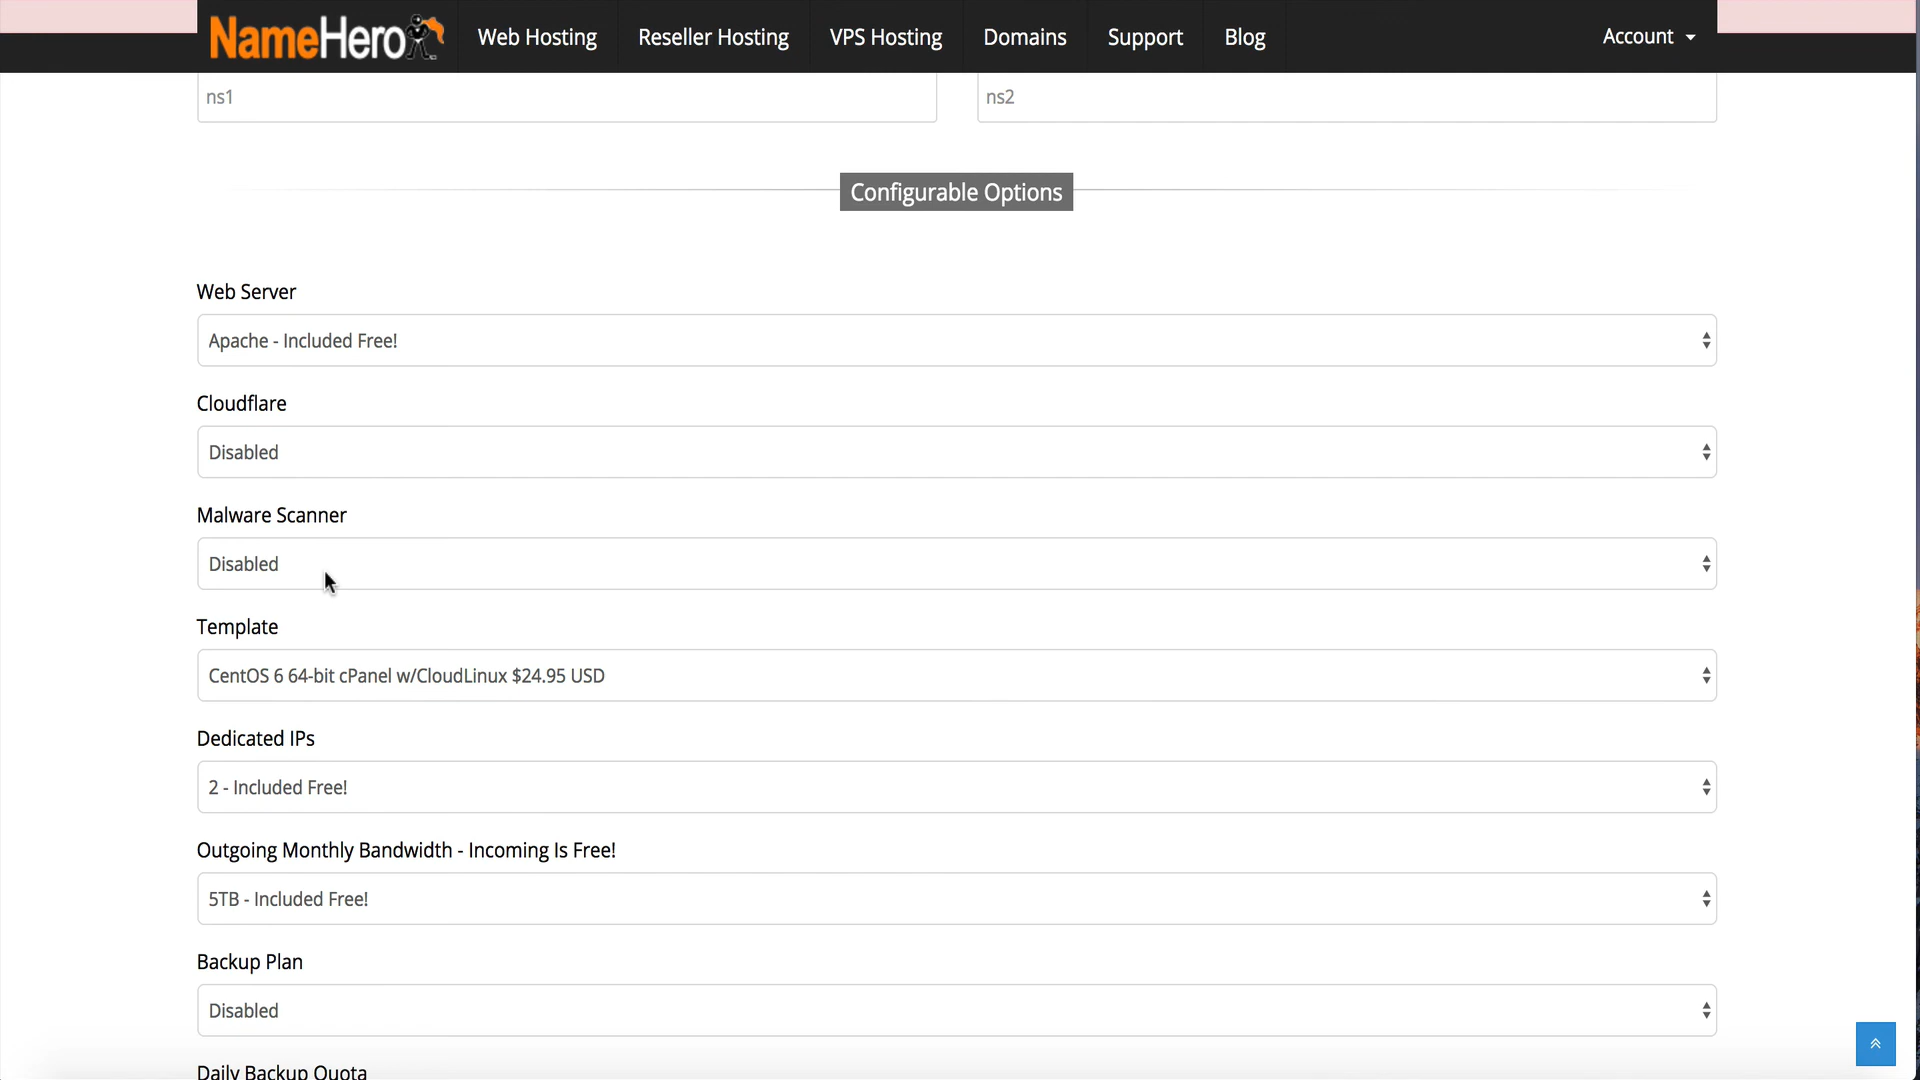 NameHero
Web Hosting
Reseller Hosting
VPS Hosting
Domains
Support
Blog
Account
ns1
ns2
Configurable Options
Web Server
Apache - Included Free!
Cloudflare
Disabled
Malware Scanner
Disabled
Template
CentOS 6 64-bit cPanel w/CloudLinux $24.95 USD
Dedicated IPs
2 - Included Free!
Outgoing Monthly Bandwidth - Incoming Is Free!
5TB - Included Free!
Backup Plan
Disabled
Daily Backup Quota